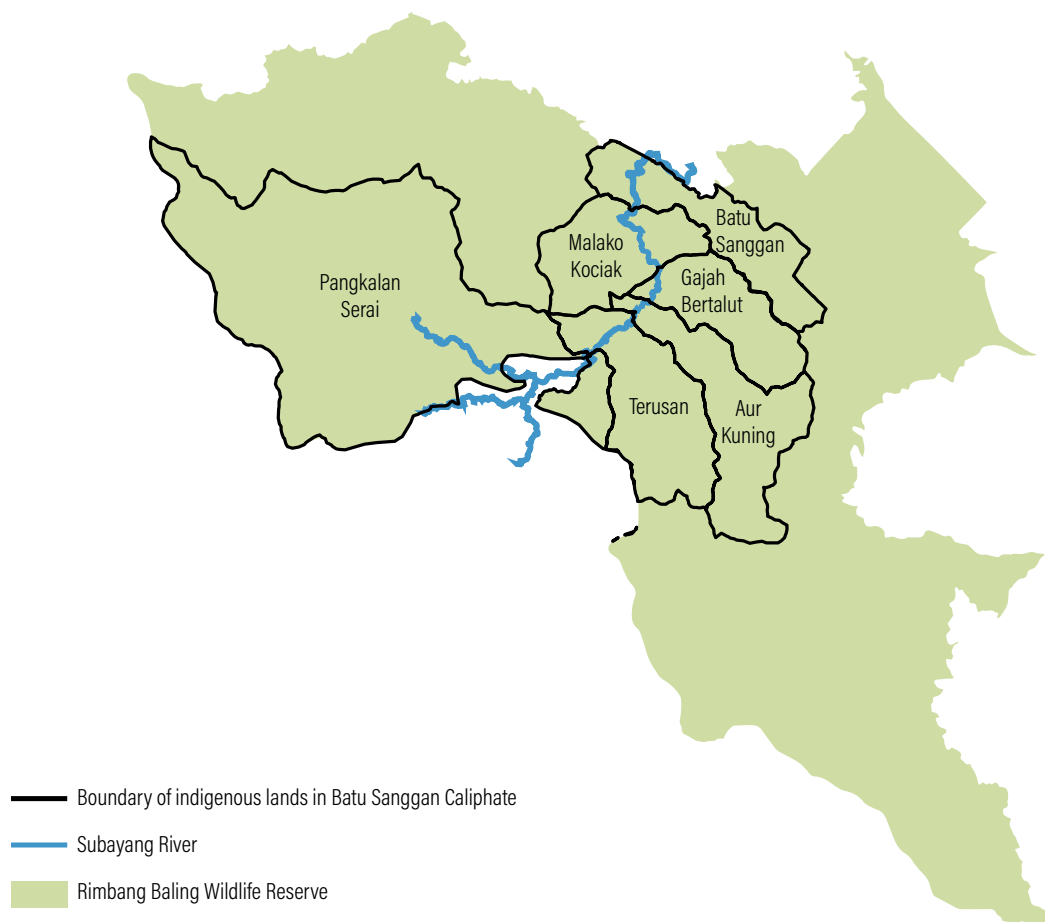 Batu
Sanggan
Malako
Kociak
Gajah
Bertalut
Pangkalan
Serai
Terusan
Aur
Kuning
Boundary of indigenous lands in Batu Sanggan Caliphate
Subayang River
Rimbang Baling Wildlife Reserve